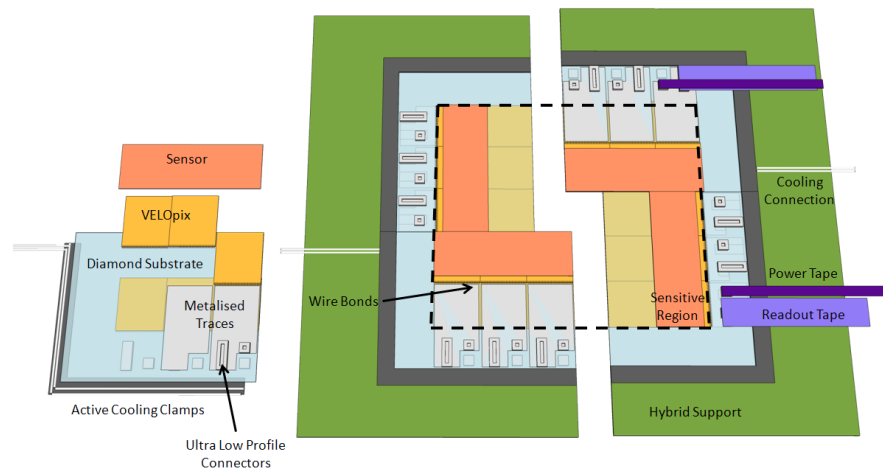 Sensor
VELOpix
Diamond Substrate
Metalised
Traces
Active Cooling Clamps
Ultra Low Profile
Connectors
Wire Bonds
Sensitive
Region
Cooling
Connection
Power Tape
Readout Tape
Hybrid Support